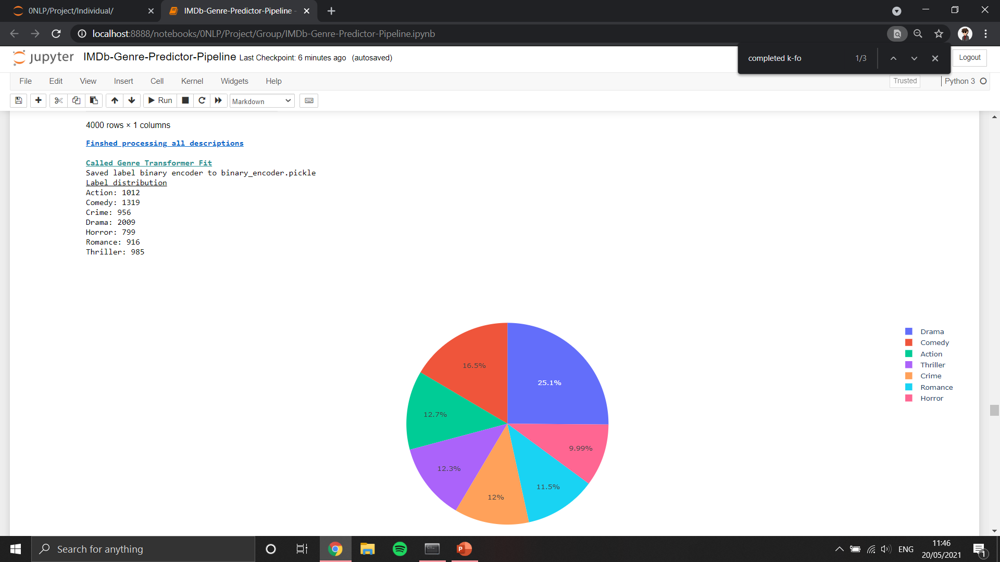 0NLP/Project/Individual/
IMDb-Genre-Predictor-Pipeline -
localhost:8888/notebooks/0NLP/Project/Group/IMDb-Genre-Predictor-Pipeline.ipynb
completed k-fo 1/3
jupyter IMDb-Genre-Predictor-Pipeline Last Checkpoint: 6 minutes ago (autosaved)
Logout
File Edit View Insert Cell Kernel Widgets Help
Trusted Python 3
Run Markdown
4000 rows × 1 columns
Finshed processing all descriptions
Called Genre Transformer Fit
Saved label binary encoder to binary_encoder.pickle
Label distribution
Action: 1012
Comedy: 1319
Crime: 956
Drama: 2009
Horror: 799
Romance: 916
Thriller: 985
Drama
Comedy
Action
Thriller
Crime
Romance
Horror
16.5%
25.1%
12.7%
9.99%
12.3%
11.5%
12%
Search for anything
ENG
11:46
20/05/2021
1